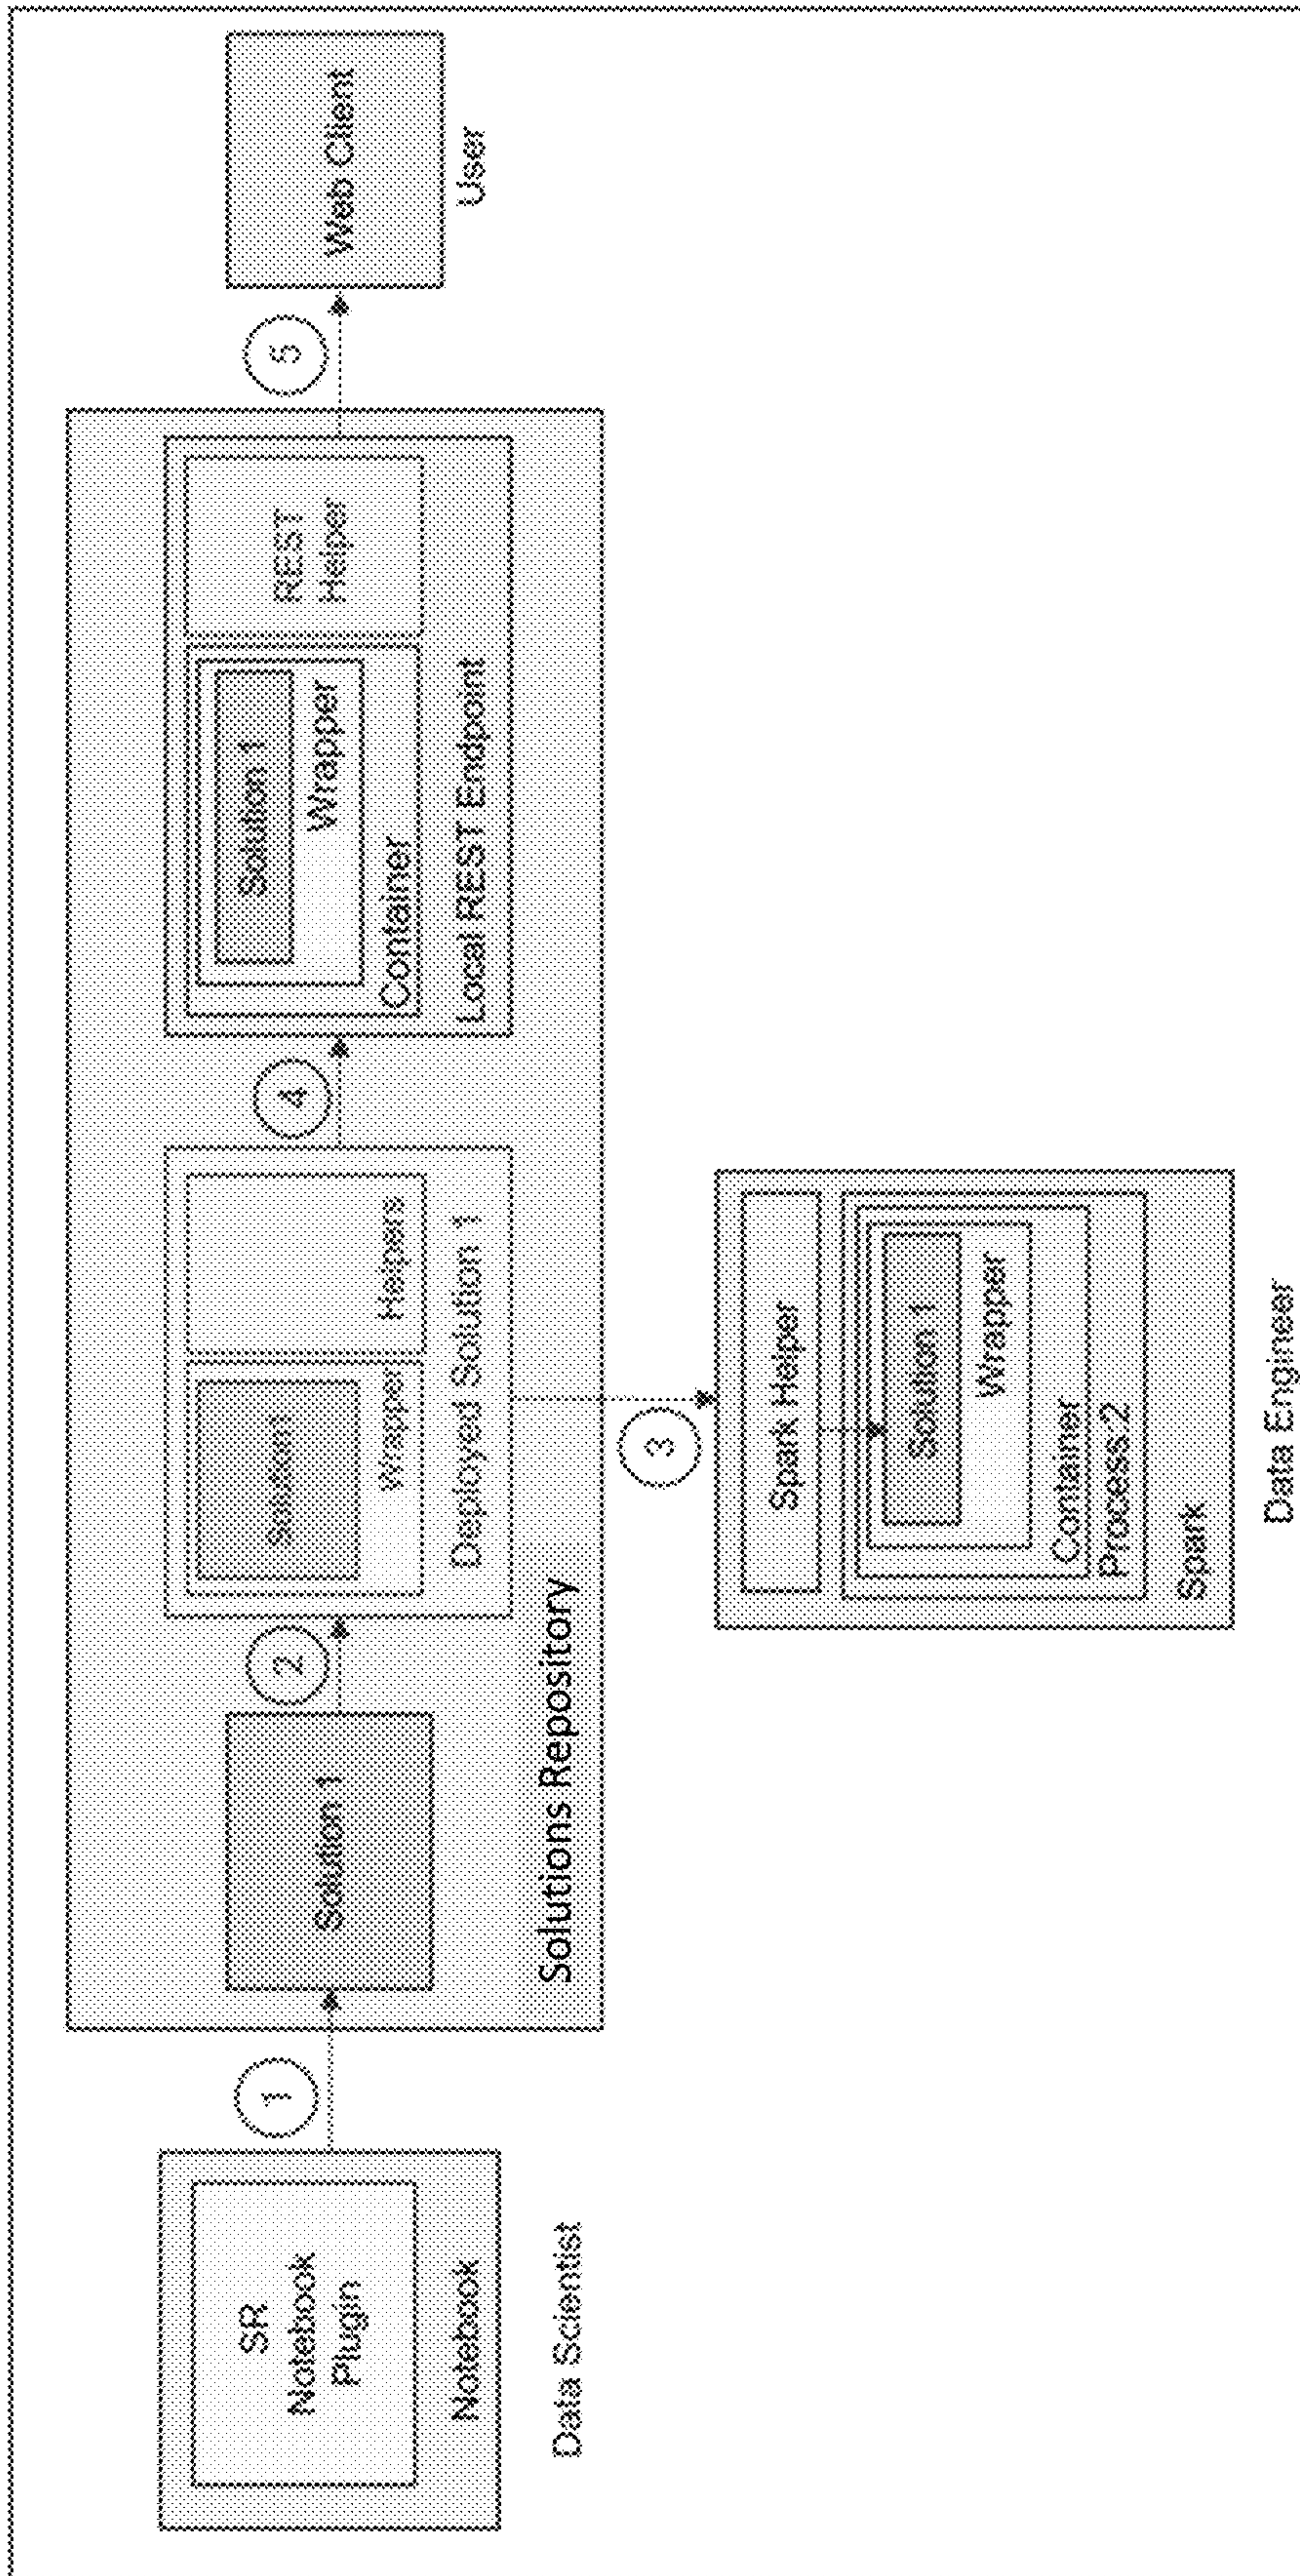 SR
Notebook
Plugin
Notebook
Data Scientist
1
Solution 1
Solutions Repository
2
Solution
Wrapper
Helpers
Deployed Solution 1
3
Spark Helper
Solution 1
Wrapper
Container
Process 2
Spark
Data Engineer
4
Solution 1
Wrapper
Container
REST
Helper
Local REST Endpoint
5
Web Client
User